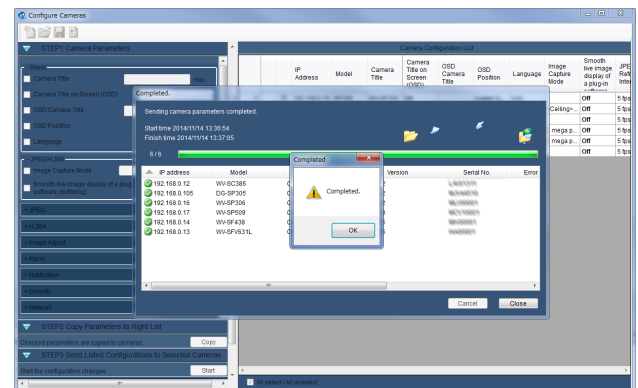 Configure Cameras
STEP1 Camera Parameters
Camera Configuration List
Basic
Camera Title
+No.
Camera Title on Screen (OSD)
OSD Camera Title
OSD Position
Language
JPEG/H.264
Image Capture Mode
Smooth live image display of a plug
software (buffering)
+JPEG
+H.264
+Image Adjust
+Alarm
+Notification
+Security
+Network
STEP2 Copy Parameters to Right List
Checked parameters are copied to cameras.
Copy
STEP3 Send Listed Configurations to Selected Cameras
Start the configuration changes.
Start
IP Address
Model
Camera Title
Camera Title on Screen (OSD)
OSD Camera Title
OSD Position
Language
Image Capture Mode
Smooth live image display of a plug-in
JPE
Refr
Inter
Off 5 fps
Ceiling>... Off 5 fps
Off 5 fps
mega p... Off 5 fps
mega p... Off 5 fps
Off 5 fps
All select / All unselect
Completed.
Sending camera parameters completed.
Start time 2014/11/14 13:36:54
Finish time 2014/11/14 13:37:05
6 / 6
IP address Model Version Serial No. Error
192.168.0.12 WV-SC385
192.168.0.105 DG-SP305
192.168.0.16 WV-SP306
192.168.0.17 WV-SP509
192.168.0.14 WV-SF438
192.168.0.13 WV-SFV631L
Cancel
Close
Completed
Completed.
OK